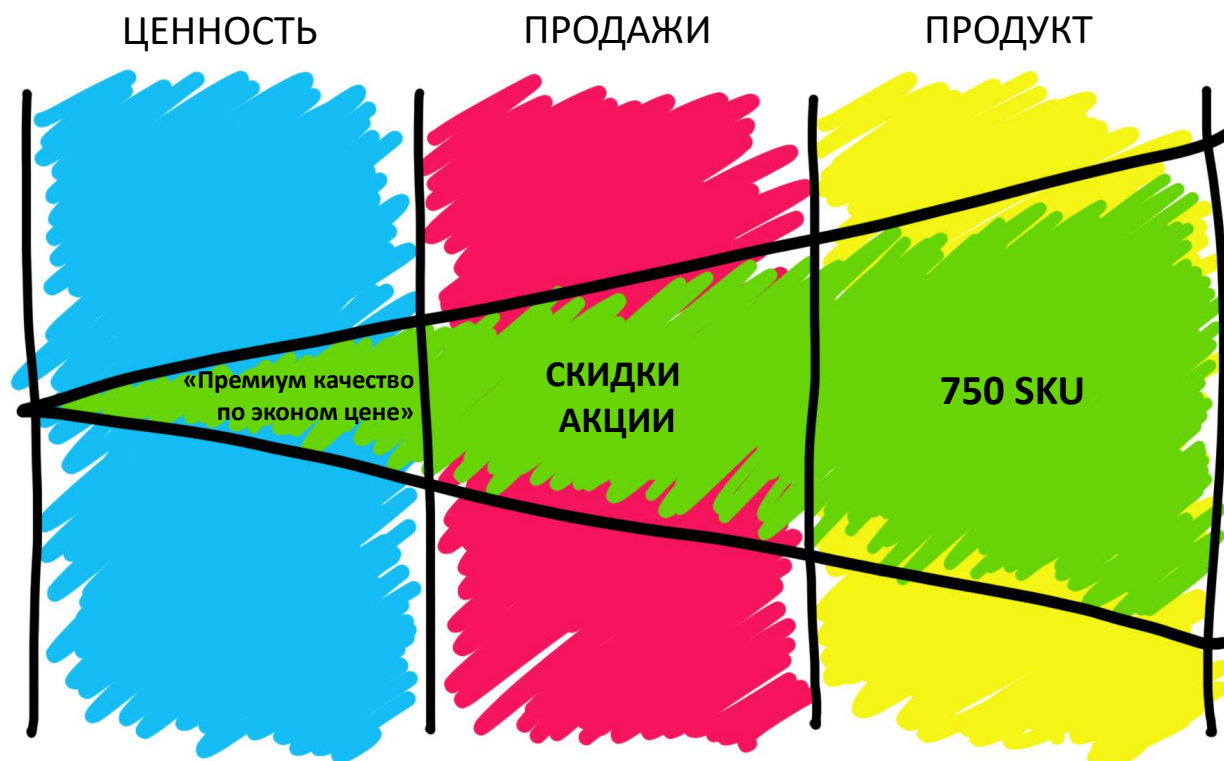 ЦЕННОСТЬ
ПРОДАЖИ
ПРОДУКТ
«Премиум качество
по эконом цене»
СКИДКИ
АКЦИИ
750 SKU